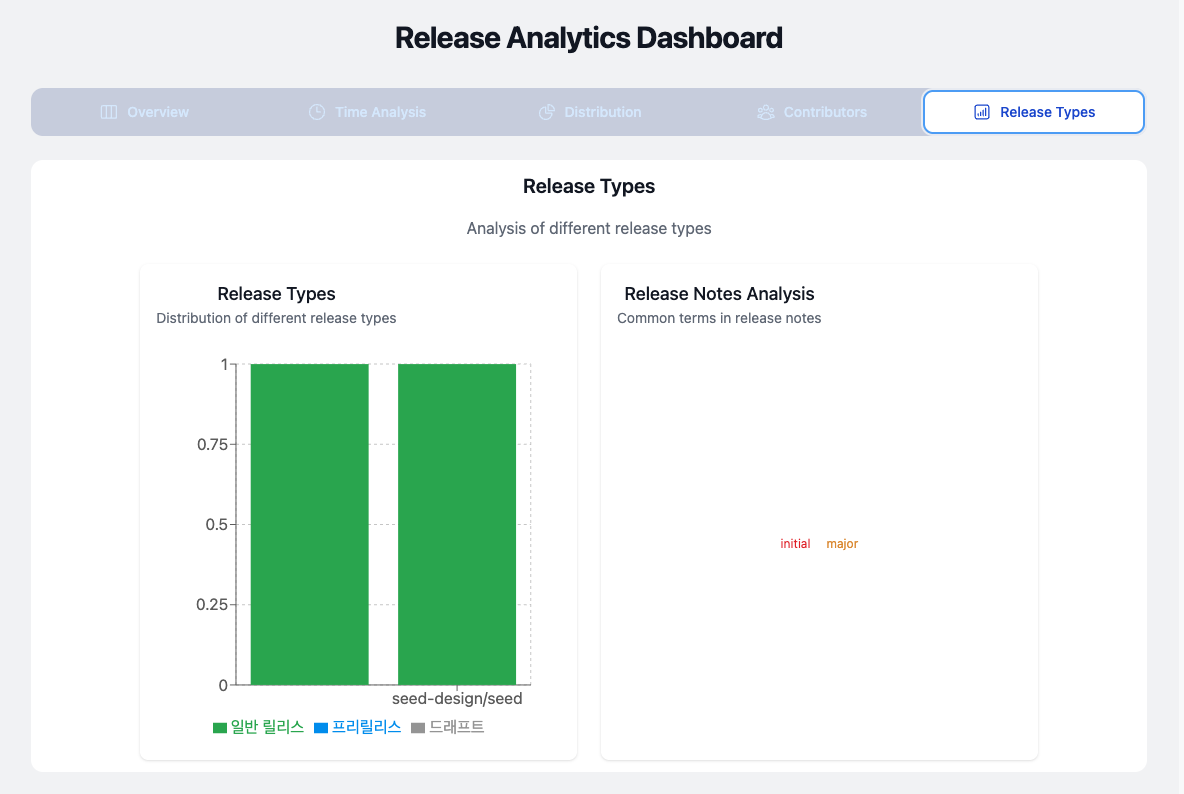 Release Analytics Dashboard
Overview
Time Analysis
Distribution
Contributors
Release Types
Release Types
Analysis of different release types
Release Types
Distribution of different release types
1
0.75
0.5
0.25
0
seed-design/seed
일반 릴리스 프리릴리스 드래프트
Release Notes Analysis
Common terms in release notes
initial major